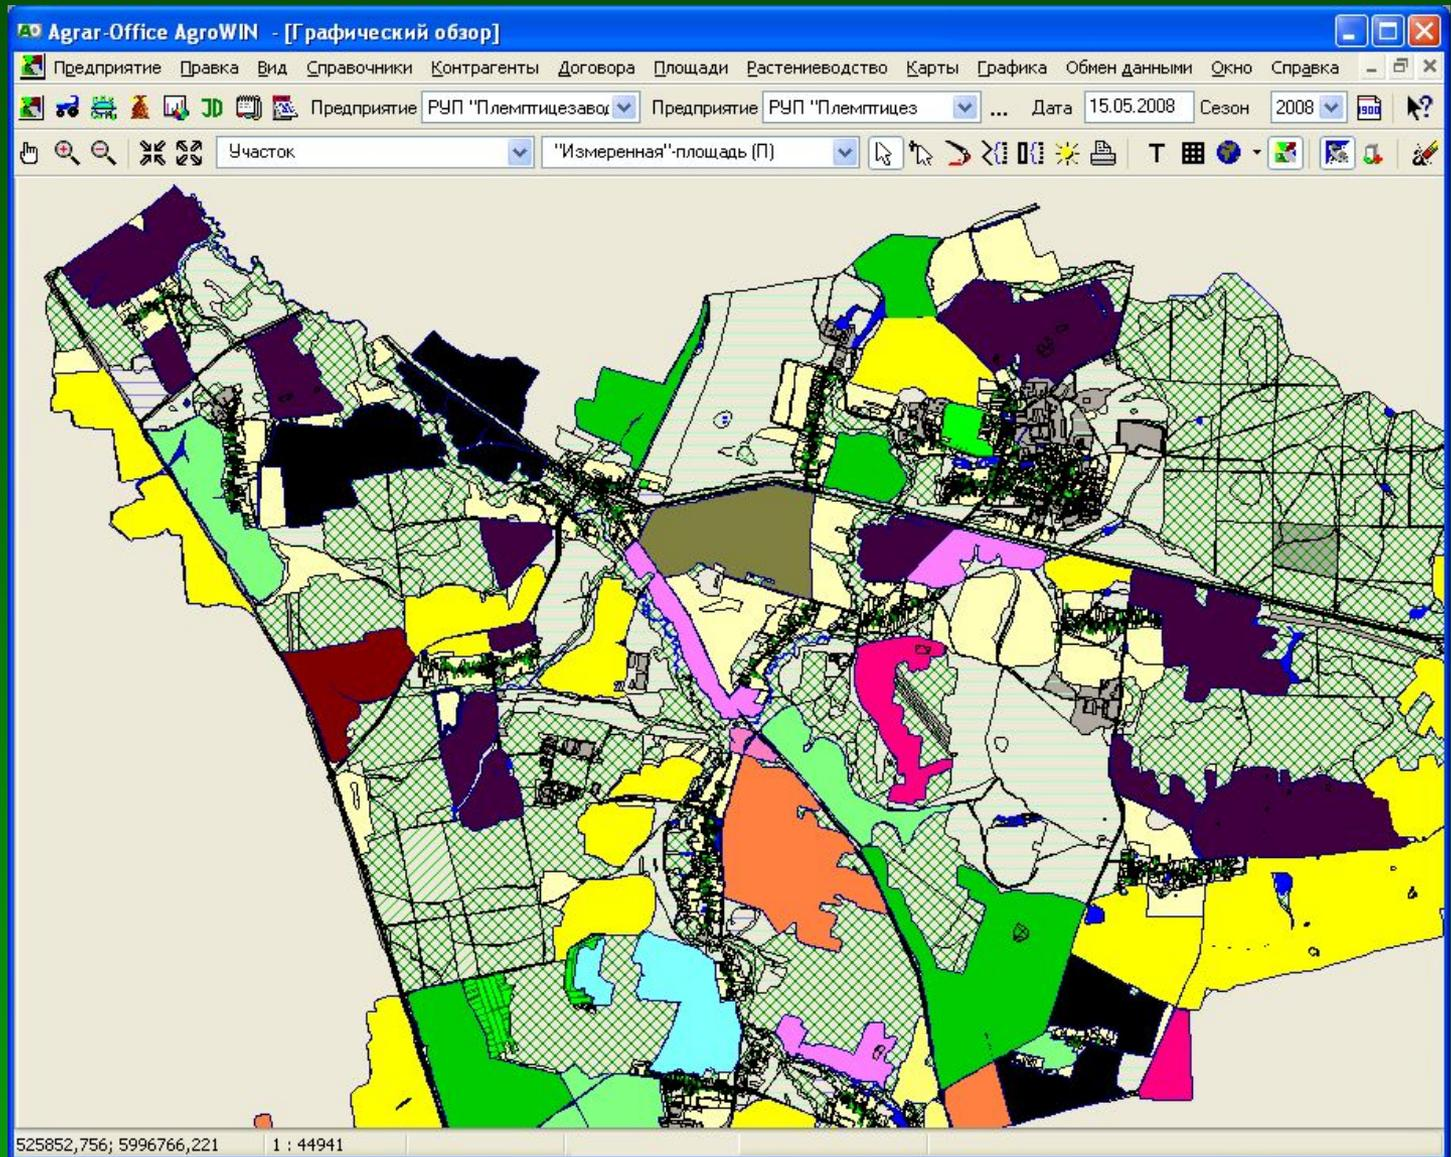 Agrar-Office AgroWIN - [Графический обзор]
Предприятие Правка Вид Справочники Контрагенты Договора Площади Растениеводство Карты Графика Обмен данными Окно Справка
JD Предприятие РУП "Племптицезавод Предприятие РУП "Племптицез ... Дата 15.05.2008 Сезон 2008 1900
Участок "Измеренная"-площадь (П) T
525852,756; 5996766,221 1 : 44941